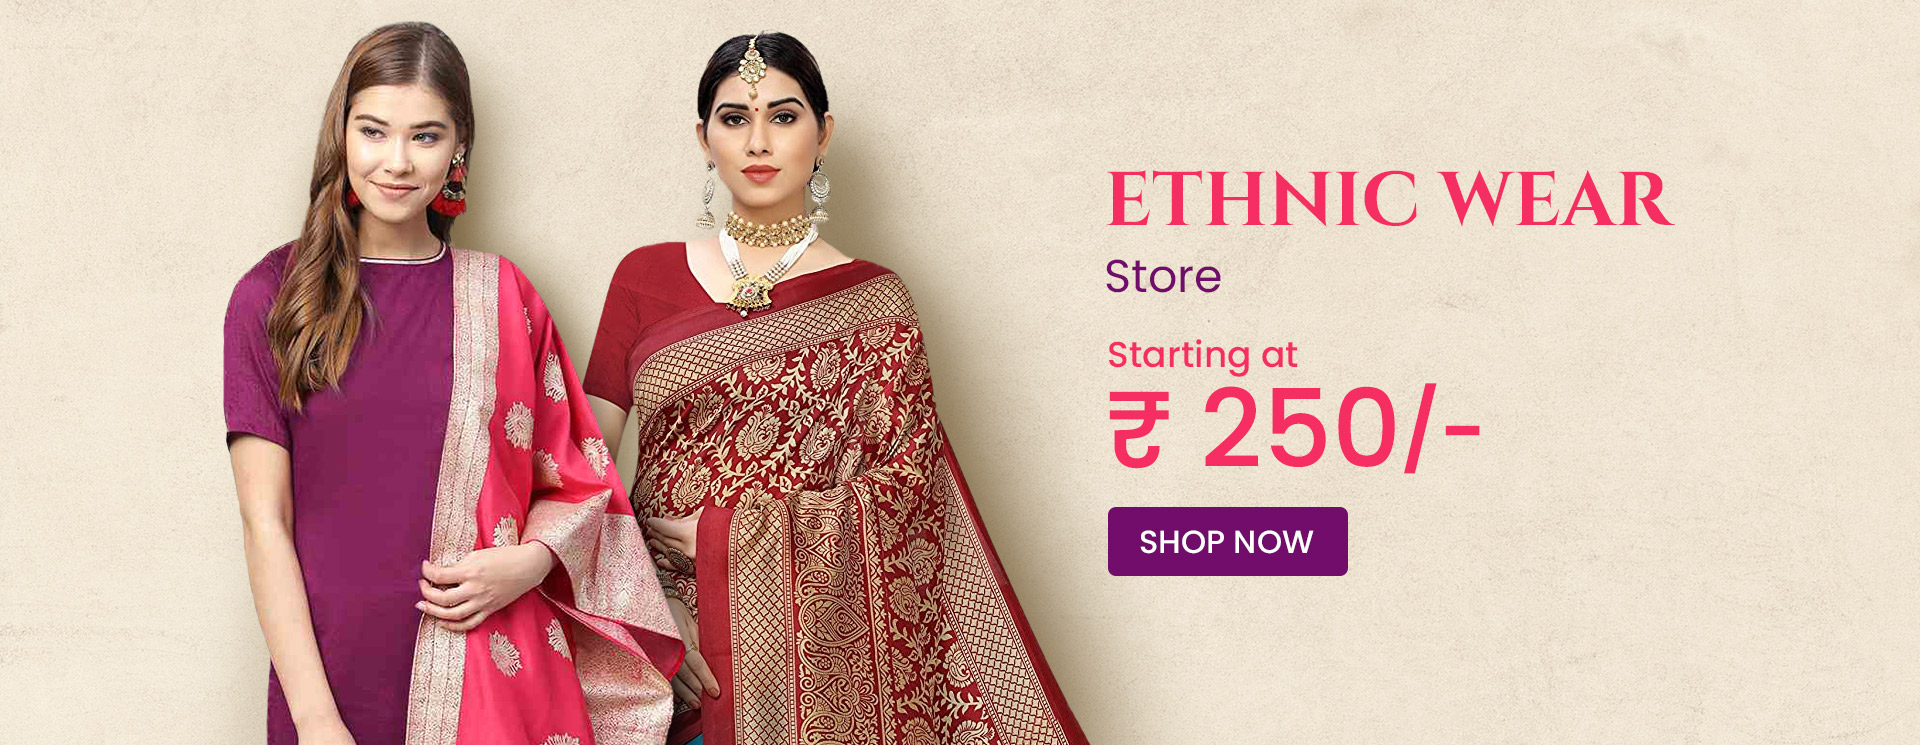 ETHNIC WEAR
Store
Starting at
₹ 250/-
SHOP NOW